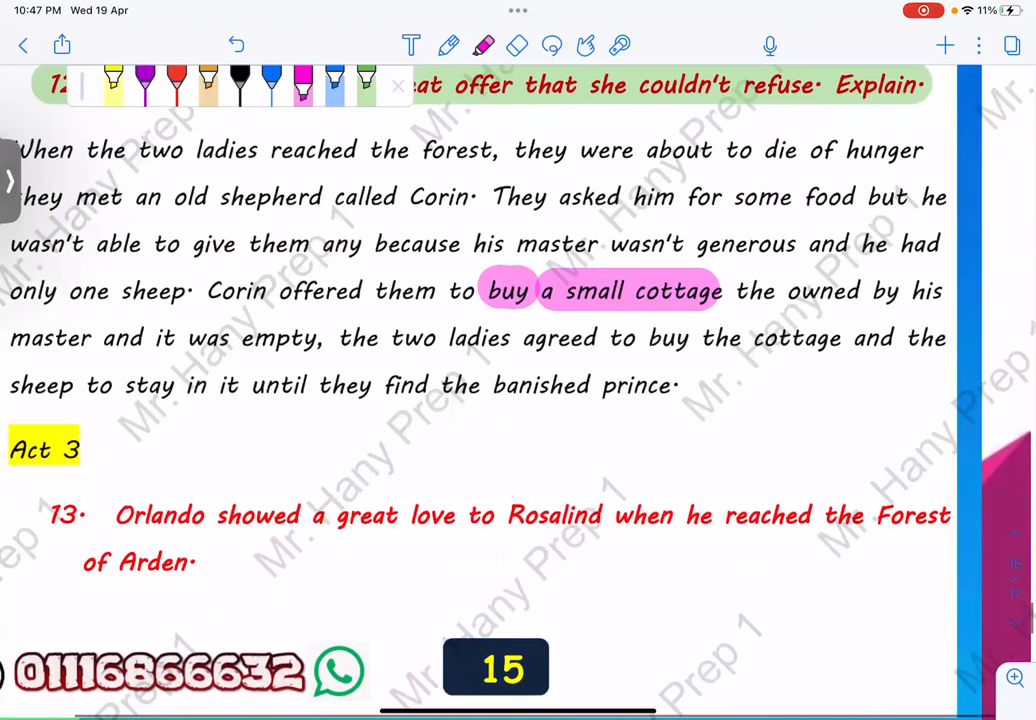 10:47 PM Wed 19 Apr
11%
12
at offer that she couldn't refuse. Explain.
When the two ladies reached the forest, they were about to die of hunger
they met an old shepherd called Corin. They asked him for some food but he
wasn't able to give them any because his master wasn't generous and he had
only one sheep. Corin offered them to buy a small cottage the owned by his
master and it was empty, the two ladies agreed to buy the cottage and the
sheep to stay in it until they find the banished prince.
Act 3
13. Orlando showed a great love to Rosalind when he reached the Forest
of Arden.
Mr. Hany Prep 1
01116866632
15
16
/
17